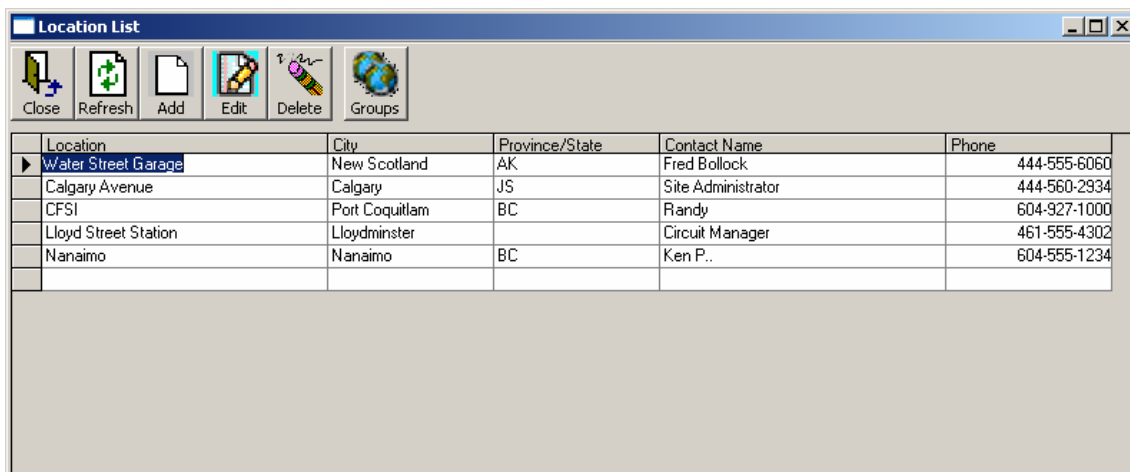 Location List
Close Refresh Add Edit Delete Groups
Location City Province/State Contact Name Phone
Water Street Garage New Scotland AK Fred Bollock 444-555-6060
Calgary Avenue Calgary JS Site Administrator 444-560-2934
CFSI Port Coquitlam BC Randy 604-927-1000
Lloyd Street Station Lloydminster Circuit Manager 461-555-4302
Nanaimo Nanaimo BC Ken P.. 604-555-1234